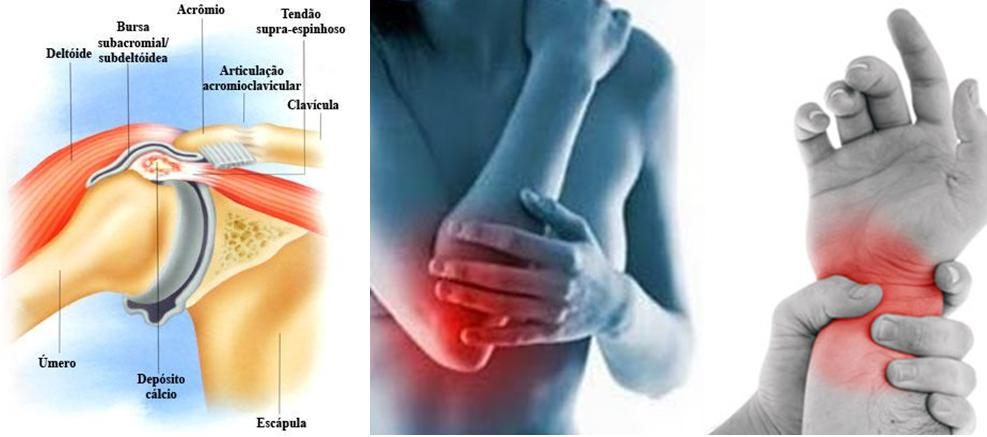 Acrômio
Tendão
supra-espinhoso
Bursa
subacromial/
subdeltóidea
Deltóide
Articulação
acromioclavicular
Clavícula
Úmero
Depósito
cálcio
Escápula